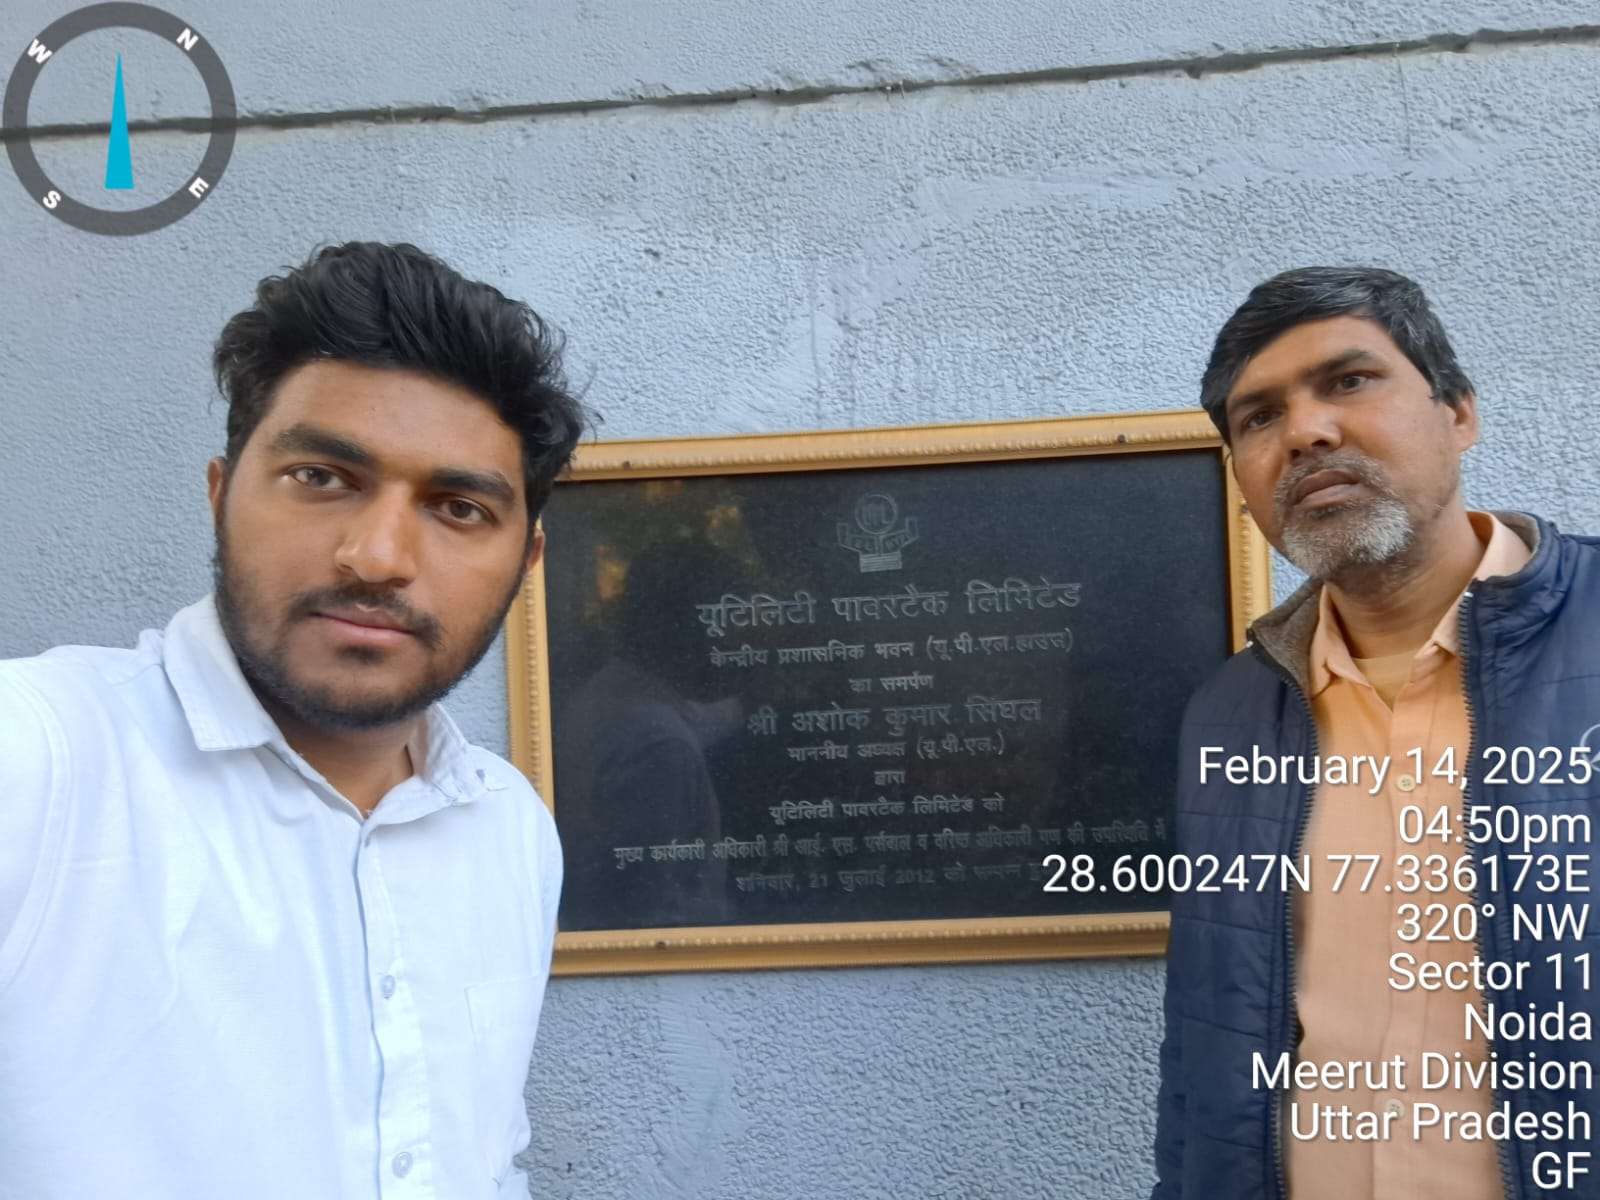 W
N
S
E
यूटिलिटी पावरटैक लिमिटेड
केन्द्रीय प्रशासनिक भवन (यू.पी.एल.हाउस)
का समर्पण
श्री अशोक कुमार सिंघल
माननीय अध्यक्ष (यू.पी.एल.)
द्वारा
यूटिलिटी पावरटैक लिमिटेड को
मुख्य कार्यकारी अधिकारी श्री आई. एस. पर्सवाल व वरिष्ठ अधिकारी गण की उपस्थिति में
शनिवार, 21 जुलाई 2012 को सम्पन्न
February 14, 2025
04:50pm
28.600247N 77.336173E
320° NW
Sector 11
Noida
Meerut Division
Uttar Pradesh
GF